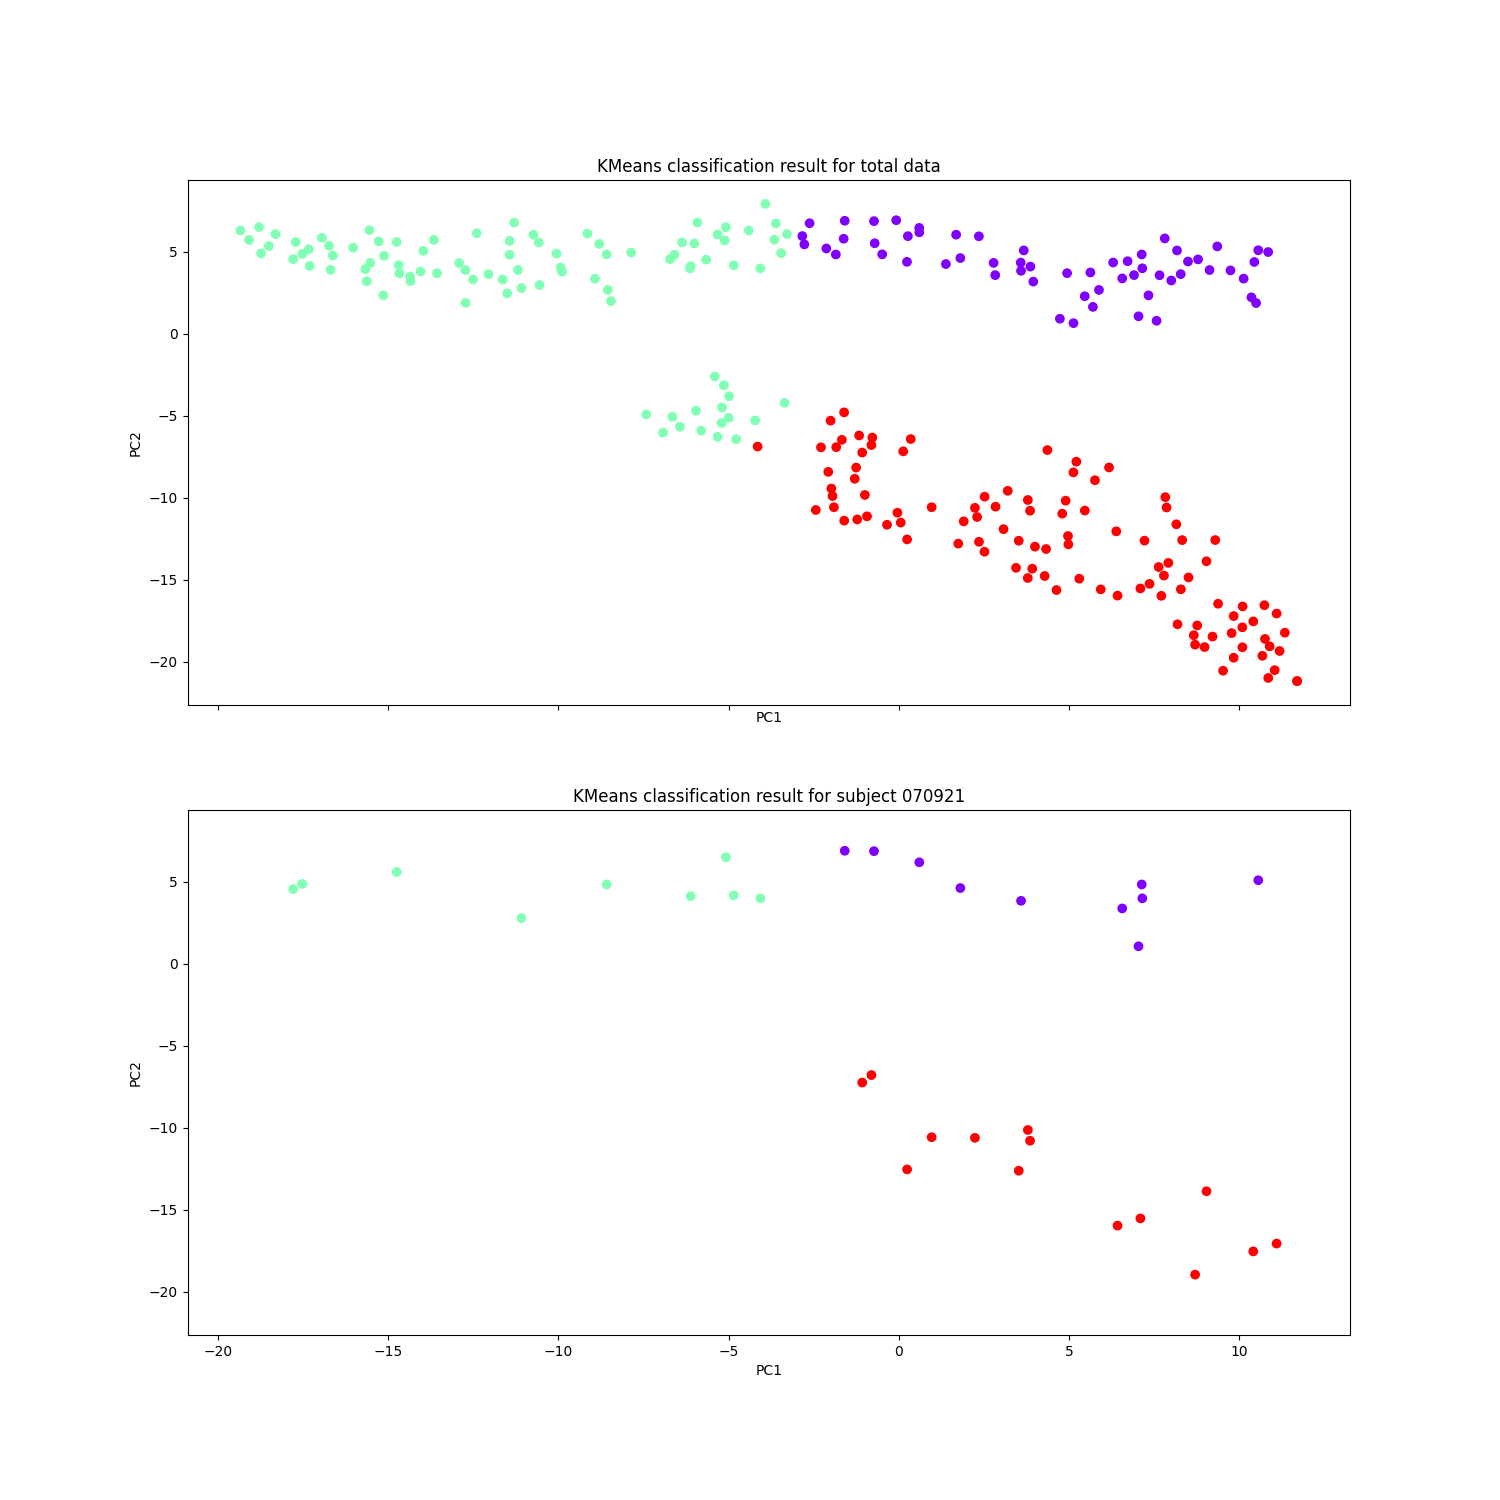 KMeans classification result for total data
5
0
−5
−10
−15
−20
PC2
PC1
KMeans classification result for subject 070921
5
0
−5
−10
−15
−20
PC2
−20 −15 −10 −5 0 5 10
PC1